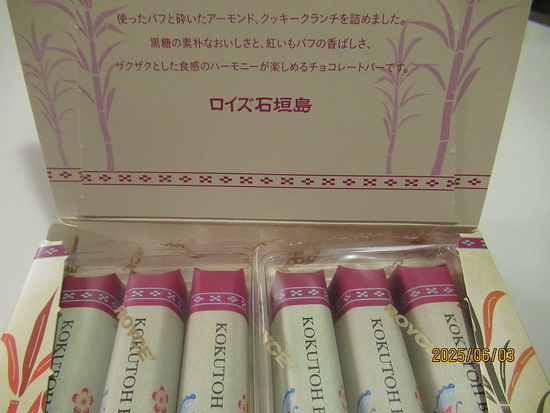 使ったパフと砕いたアーモンド、クッキークランチを詰めました。
黒糖の素朴なおいしさと、紅いもパフの香ばしさ、
ザクザクとした食感のハーモニーが楽しめるチョコレートバーです。
ロイズ石垣島
KOKUTOH
KOKUTOH
KOKUTOH
KOKUTOH
KOKUTOH
KOKUTOH
ROYCE'
ROYCE'
2025/06/03